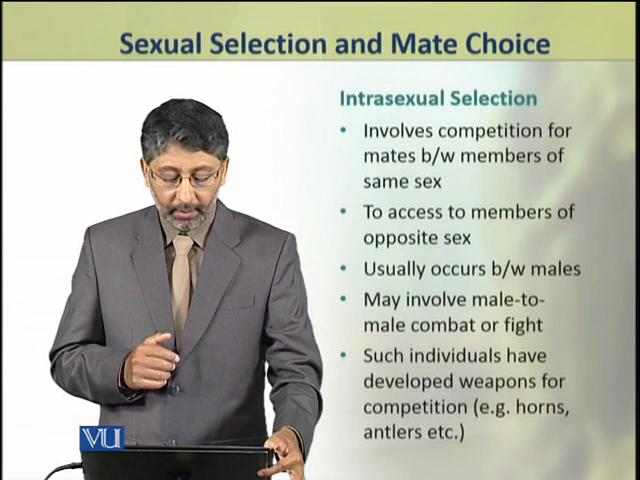 Sexual Selection and Mate Choice
Intrasexual Selection
• Involves competition for
mates b/w members of
same sex
• To access to members of
opposite sex
• Usually occurs b/w males
• May involve male-to-
male combat or fight
• Such individuals have
developed weapons for
competition (e.g. horns,
antlers etc.)
VU